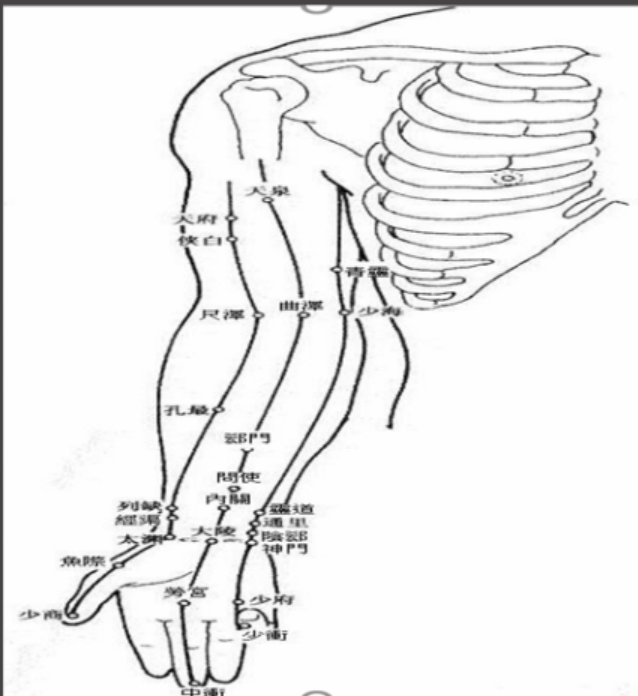 天泉
天府
俠白
青靈
尺澤
曲澤
少海
孔最
郄門
間使
內關
列缺
靈道
經渠
通里
大陵
太淵
陰郄
神門
魚際
勞宮
少府
少商
少衝
中衝